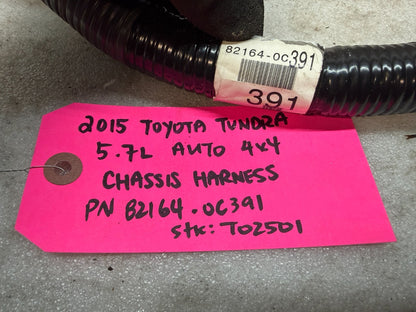 82164-0C391
391
2015 TOYOTA TUNDRA
5.7L AUTO 4x4
CHASSIS HARNESS
PN 82164.0C391
STK: T02501